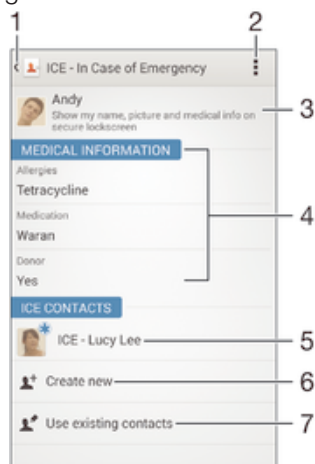 1
2
ICE - In Case of Emergency
Andy
Show my name, picture and medical info on
secure lockscreen
3
MEDICAL INFORMATION
Allergies
Tetracycline
Medication
4
Waran
Donor
Yes
ICE CONTACTS
ICE - Lucy Lee
5
Create new
6
Use existing contacts
7